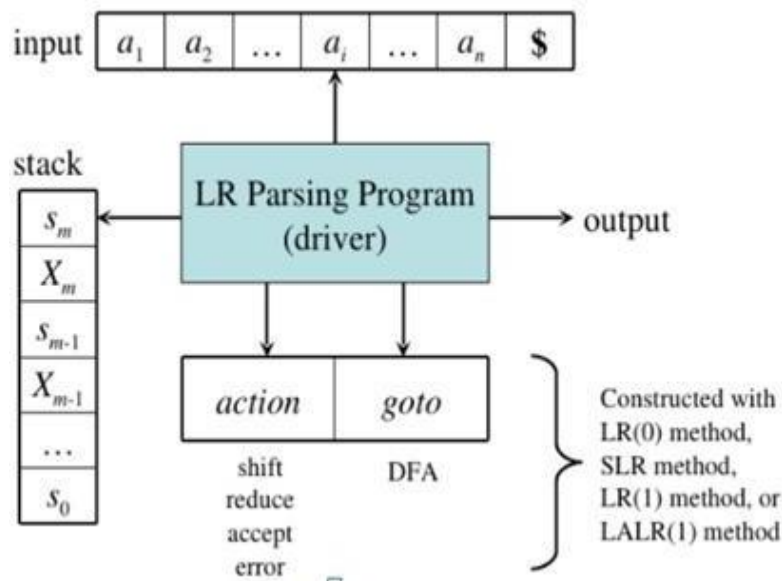 input a₁ a₂ … aᵢ … aₙ $
stack
LR Parsing Program
(driver)
output
sₘ
Xₘ
sₘ₋₁
Xₘ₋₁
…
s₀
action goto
shift
reduce
accept
error
DFA
Constructed with
LR(0) method,
SLR method,
LR(1) method, or
LALR(1) method